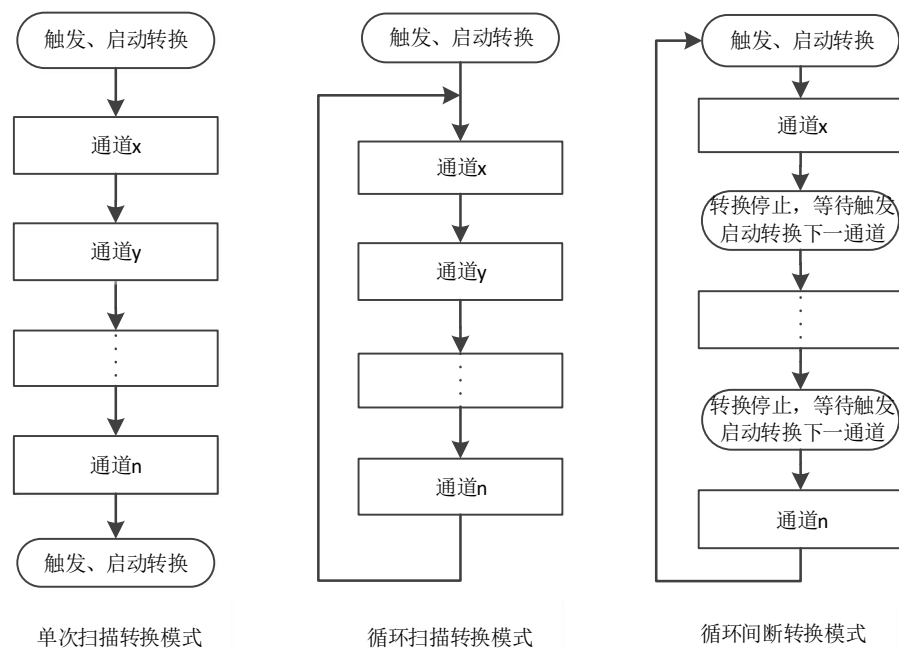 触发、启动转换
通道x
通道y
通道n
触发、启动转换
单次扫描转换模式
触发、启动转换
通道x
通道y
通道n
循环扫描转换模式
触发、启动转换
通道x
转换停止，等待触发
启动转换下一通道
转换停止，等待触发
启动转换下一通道
通道n
循环间断转换模式